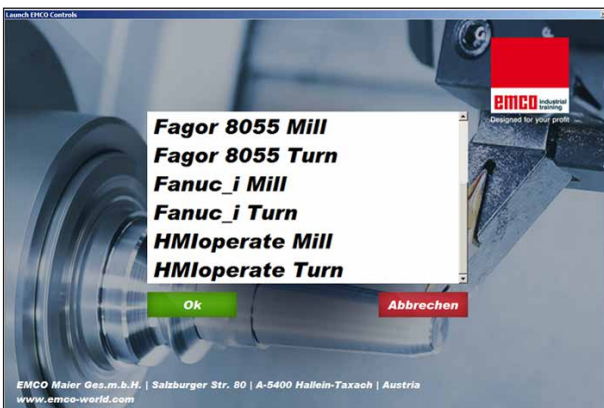 Launch EMCO Controls
emco industrial
training
Designed for your profit
Fagor 8055 Mill
Fagor 8055 Turn
Fanuc_i Mill
Fanuc_i Turn
HMIoperate Mill
HMIoperate Turn
Ok
Abbrechen
EMCO Maier Ges.m.b.H. | Salzburger Str. 80 | A-5400 Hallein-Taxach | Austria
www.emco-world.com